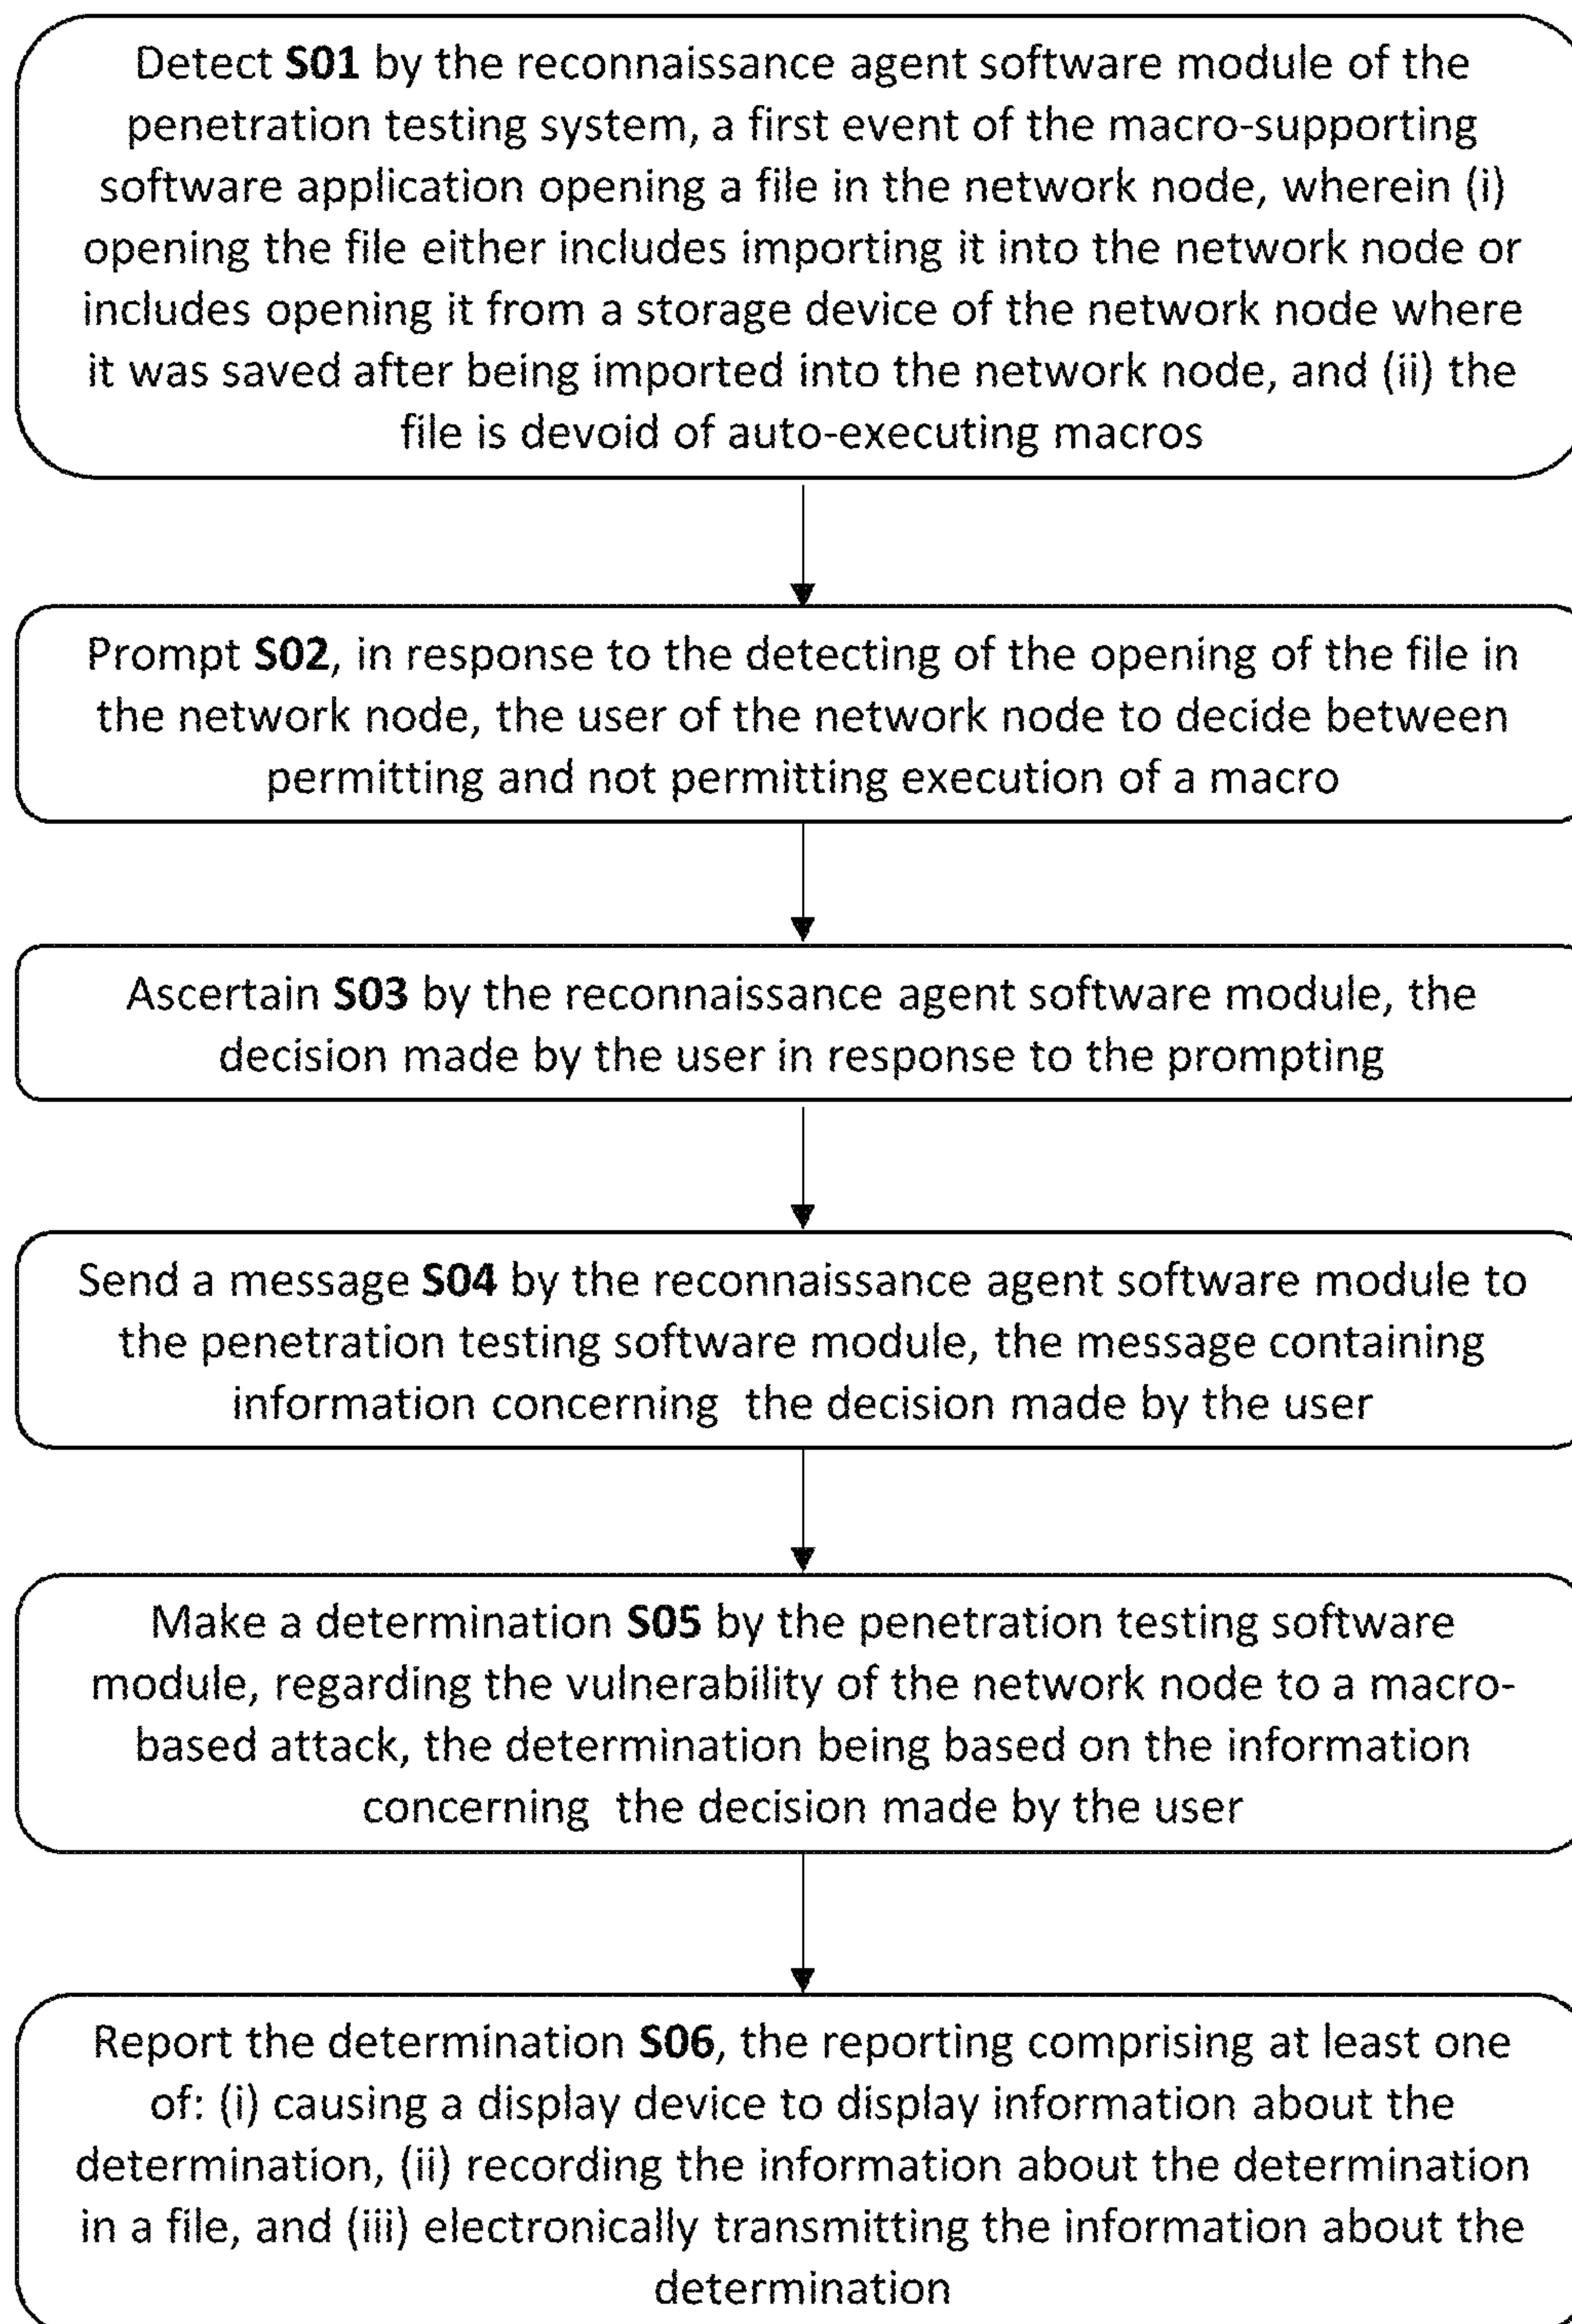 Detect S01 by the reconnaissance agent software module of the
penetration testing system, a first event of the macro-supporting
software application opening a file in the network node, wherein (i)
opening the file either includes importing it into the network node or
includes opening it from a storage device of the network node where
it was saved after being imported into the network node, and (ii) the
file is devoid of auto-executing macros
Prompt S02, in response to the detecting of the opening of the file in
the network node, the user of the network node to decide between
permitting and not permitting execution of a macro
Ascertain S03 by the reconnaissance agent software module, the
decision made by the user in response to the prompting
Send a message S04 by the reconnaissance agent software module to
the penetration testing software module, the message containing
information concerning the decision made by the user
Make a determination S05 by the penetration testing software
module, regarding the vulnerability of the network node to a macro-
based attack, the determination being based on the information
concerning the decision made by the user
Report the determination S06, the reporting comprising at least one
of: (i) causing a display device to display information about the
determination, (ii) recording the information about the determination
in a file, and (iii) electronically transmitting the information about the
determination